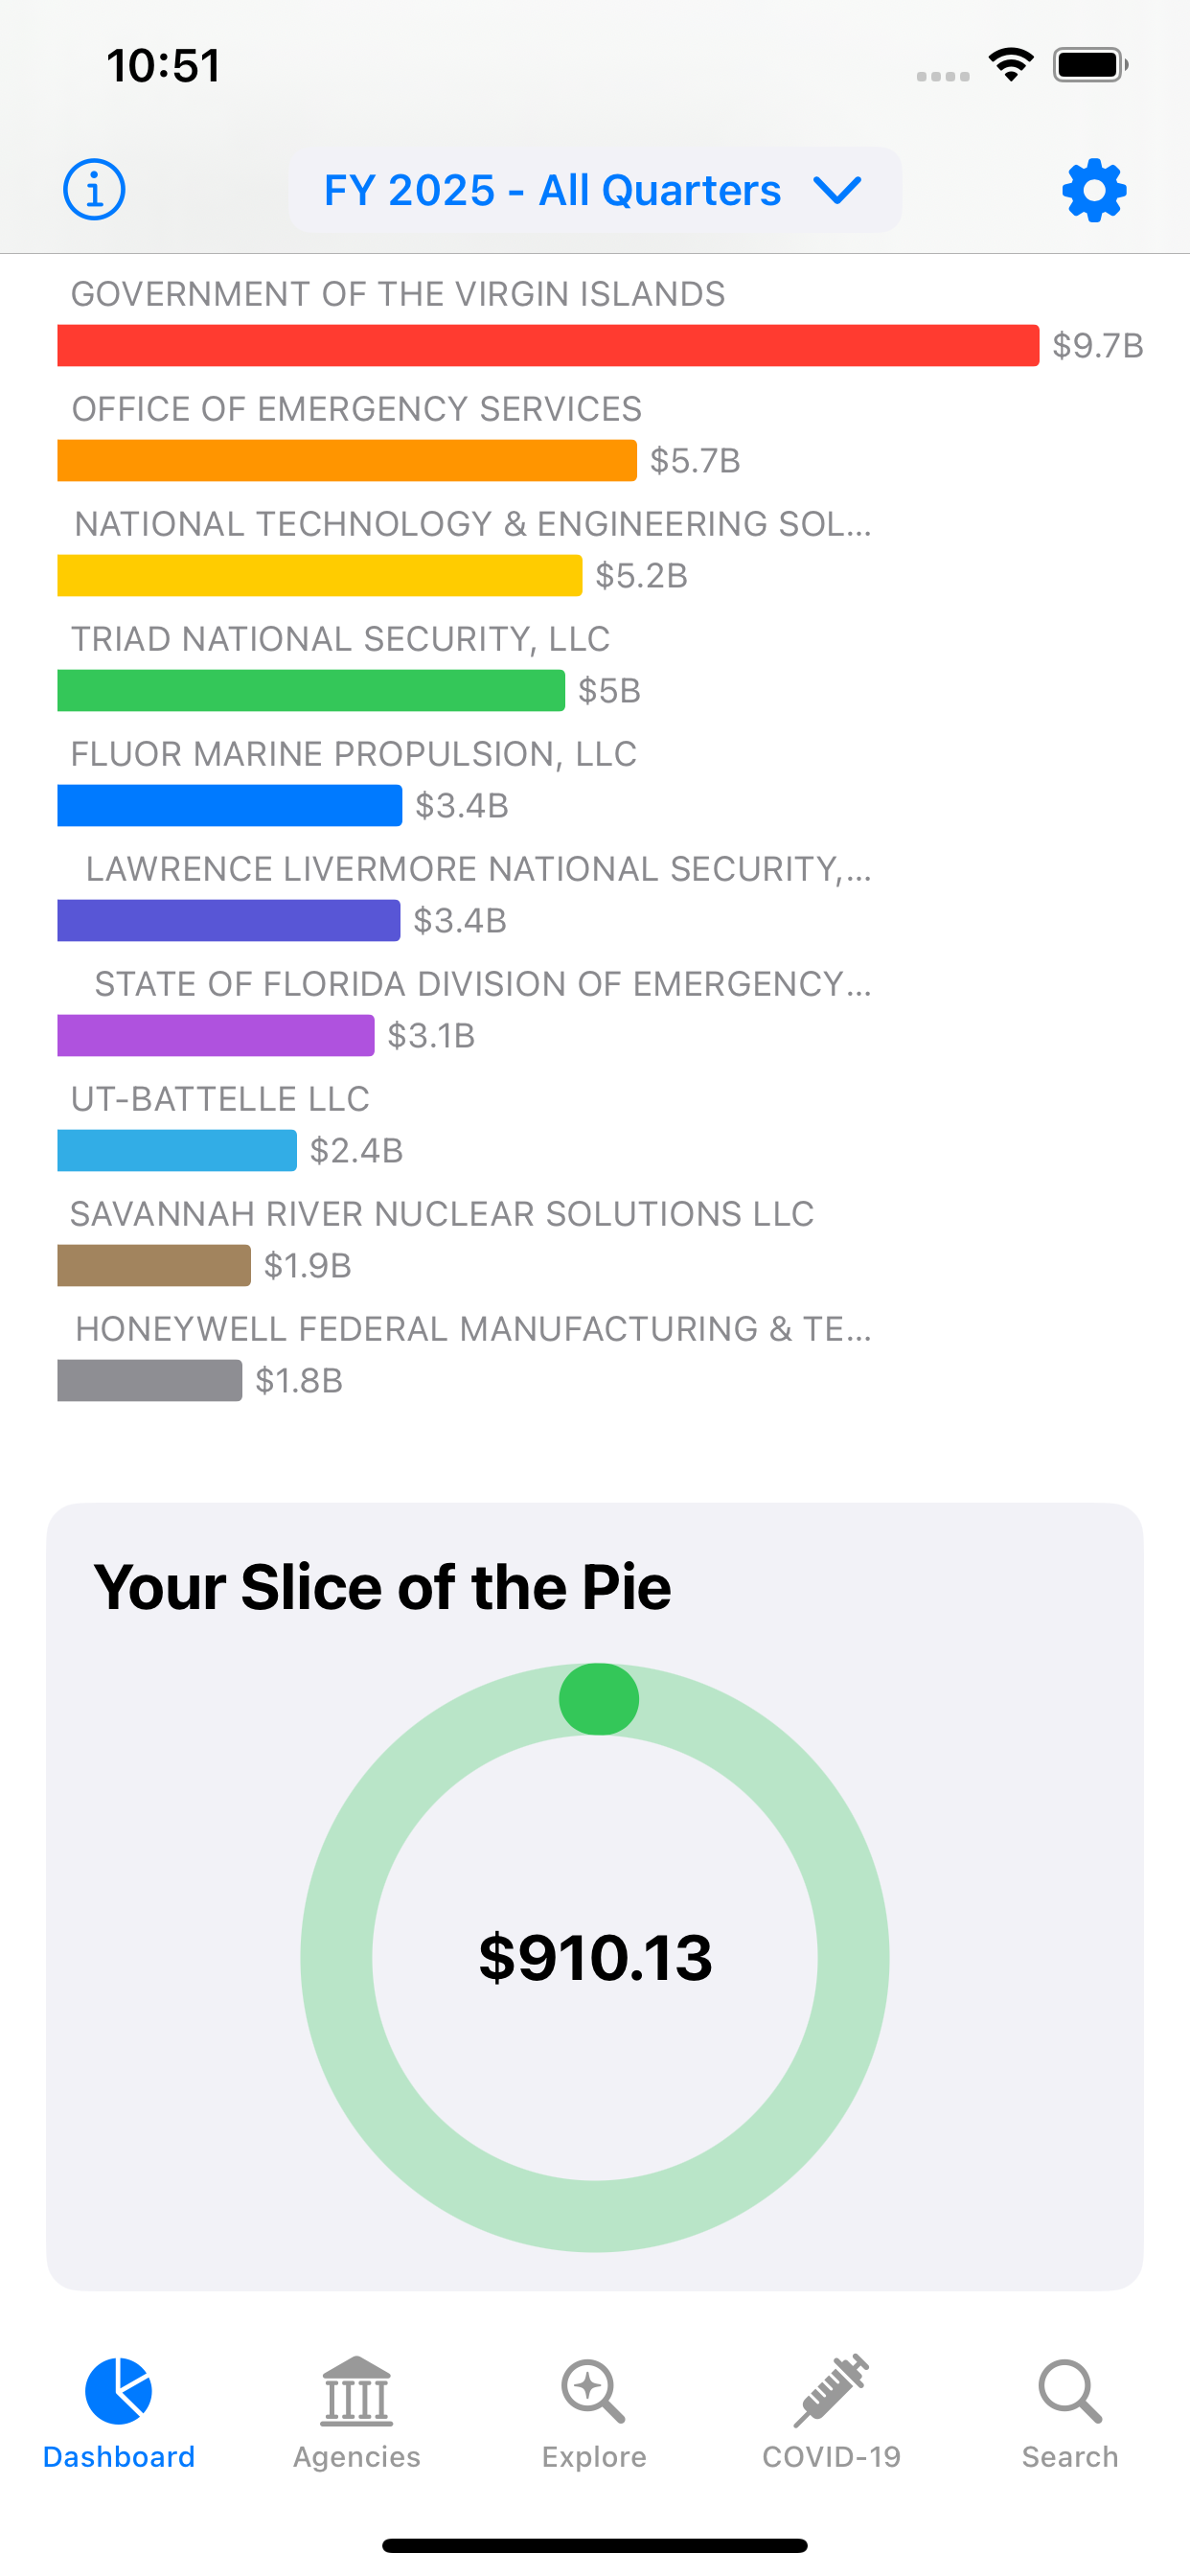 10:51
FY 2025 - All Quarters
GOVERNMENT OF THE VIRGIN ISLANDS
$9.7B
OFFICE OF EMERGENCY SERVICES
$5.7B
NATIONAL TECHNOLOGY & ENGINEERING SOL...
$5.2B
TRIAD NATIONAL SECURITY, LLC
$5B
FLUOR MARINE PROPULSION, LLC
$3.4B
LAWRENCE LIVERMORE NATIONAL SECURITY,...
$3.4B
STATE OF FLORIDA DIVISION OF EMERGENCY...
$3.1B
UT-BATTELLE LLC
$2.4B
SAVANNAH RIVER NUCLEAR SOLUTIONS LLC
$1.9B
HONEYWELL FEDERAL MANUFACTURING & TE...
$1.8B
Your Slice of the Pie
$910.13
Dashboard
Agencies
Explore
COVID-19
Search